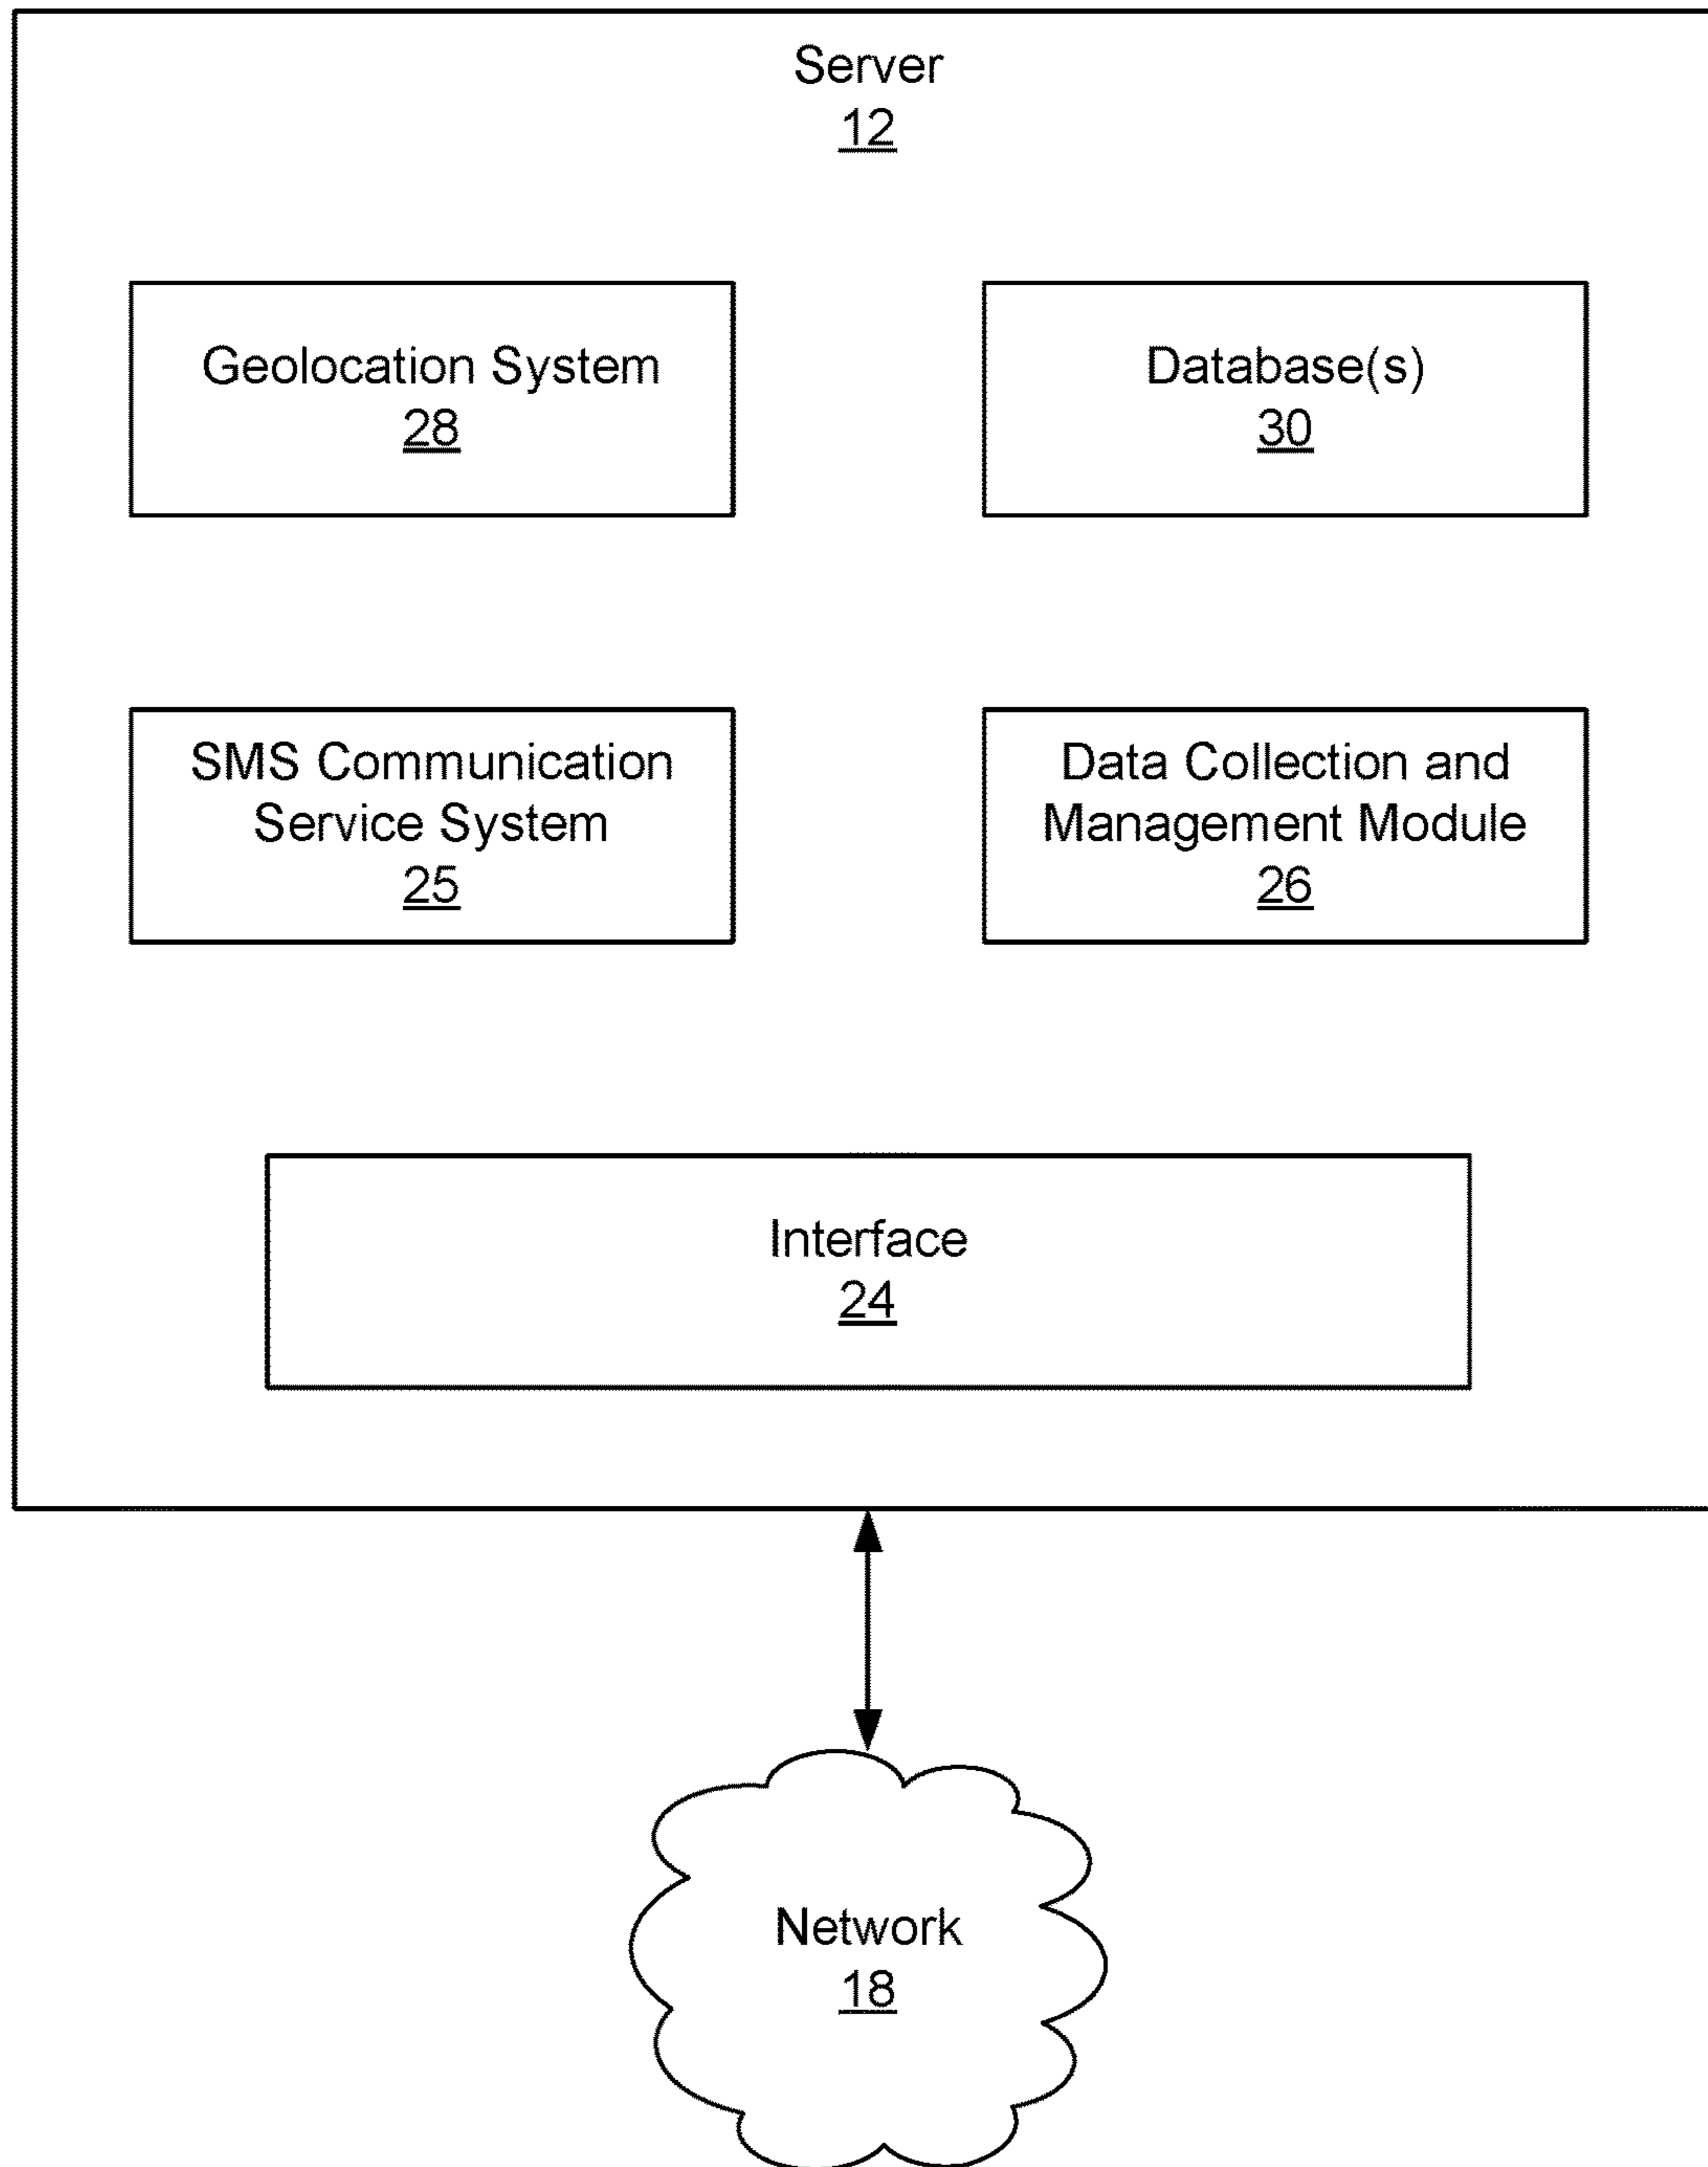 Server
12
Geolocation System
28
Database(s)
30
SMS Communication
Service System
25
Data Collection and
Management Module
26
Interface
24
Network
18